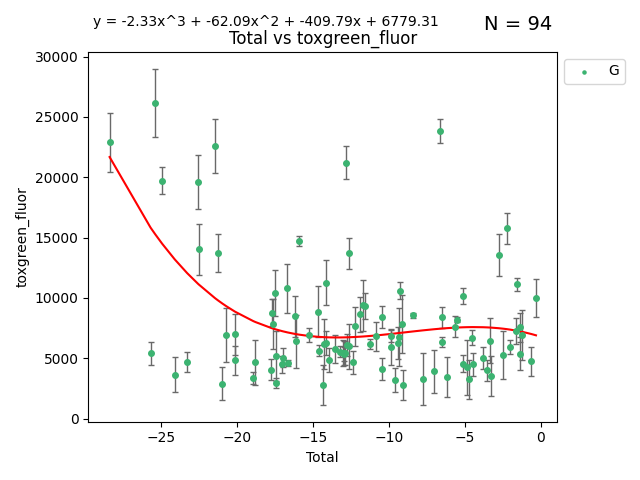 y = -2.33x^3 + -62.09x^2 + -409.79x + 6779.31
N = 94
Total vs toxgreen_fluor
G
30000
25000
20000
15000
10000
5000
0
toxgreen_fluor
−25 −20 −15 −10 −5 0
Total